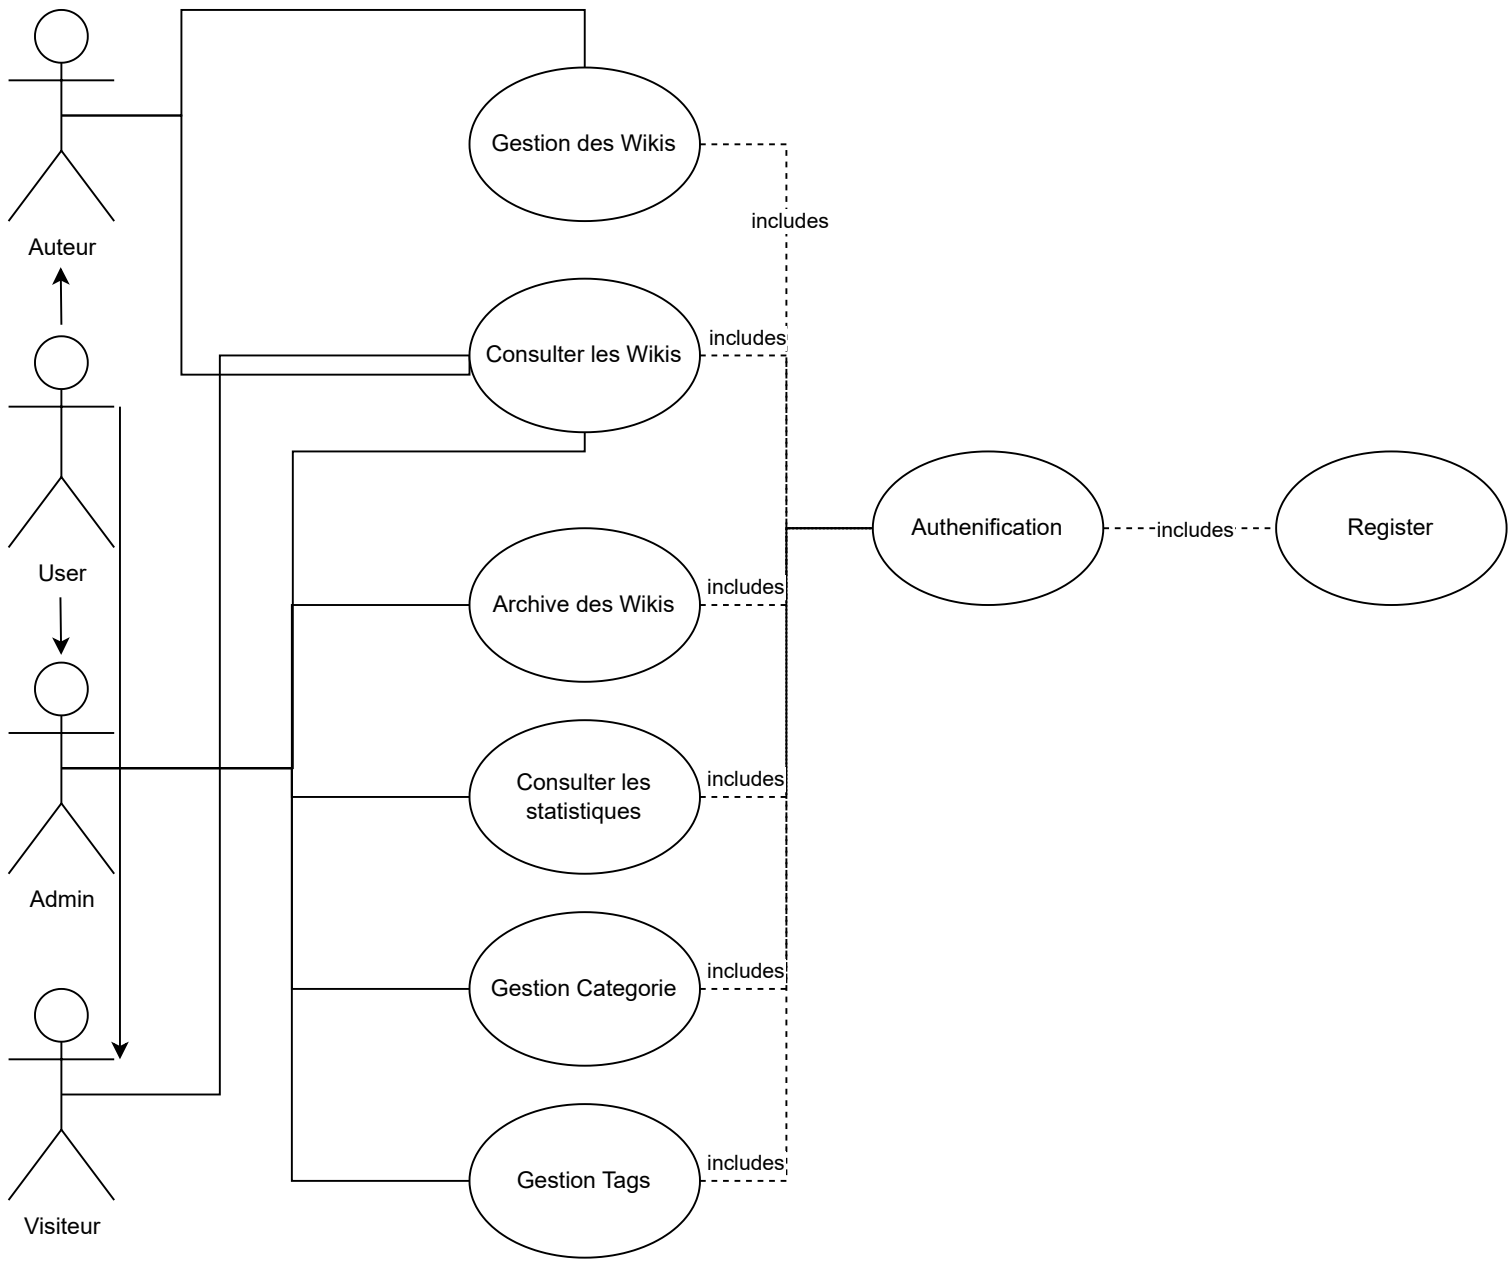 Gestion des Wikis
includes
Auteur
includes
Consulter les Wikis
Authenification
includes
Register
User
includes
Archive des Wikis
includes
Consulter les
statistiques
Admin
includes
Gestion Categorie
includes
Gestion Tags
Visiteur